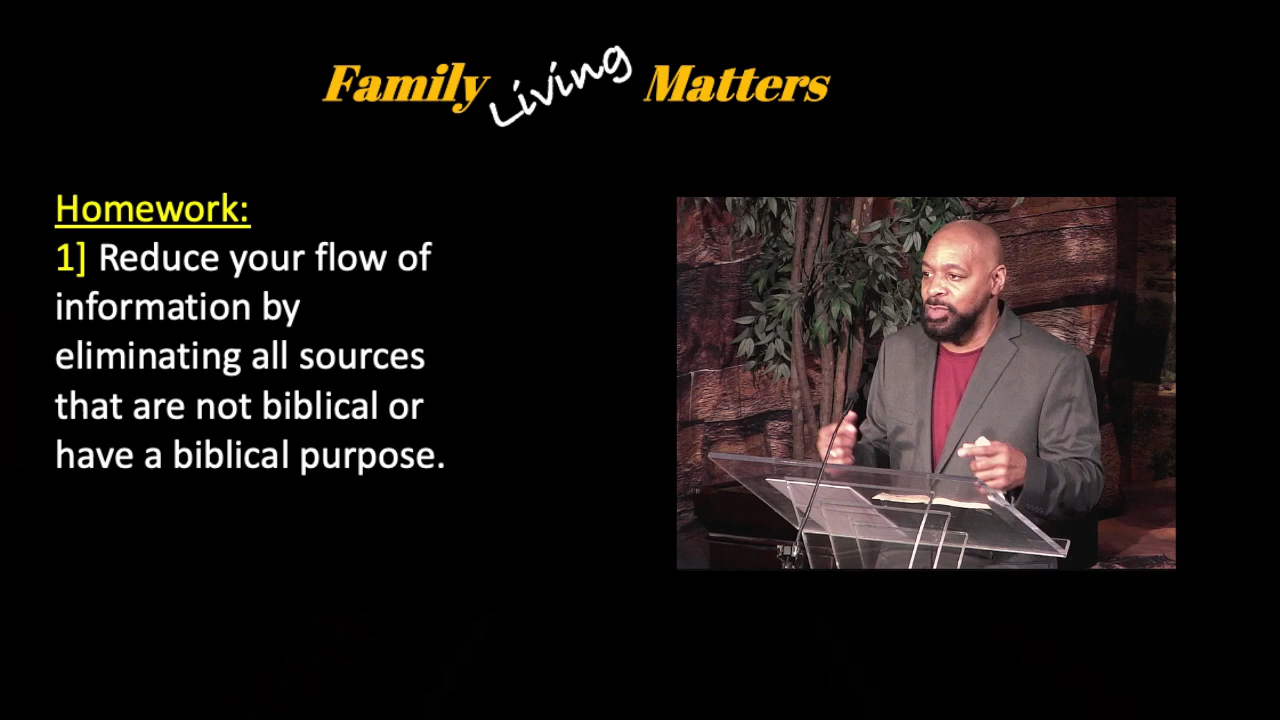 Family Living Matters
Homework:
1] Reduce your flow of
information by
eliminating all sources
that are not biblical or
have a biblical purpose.